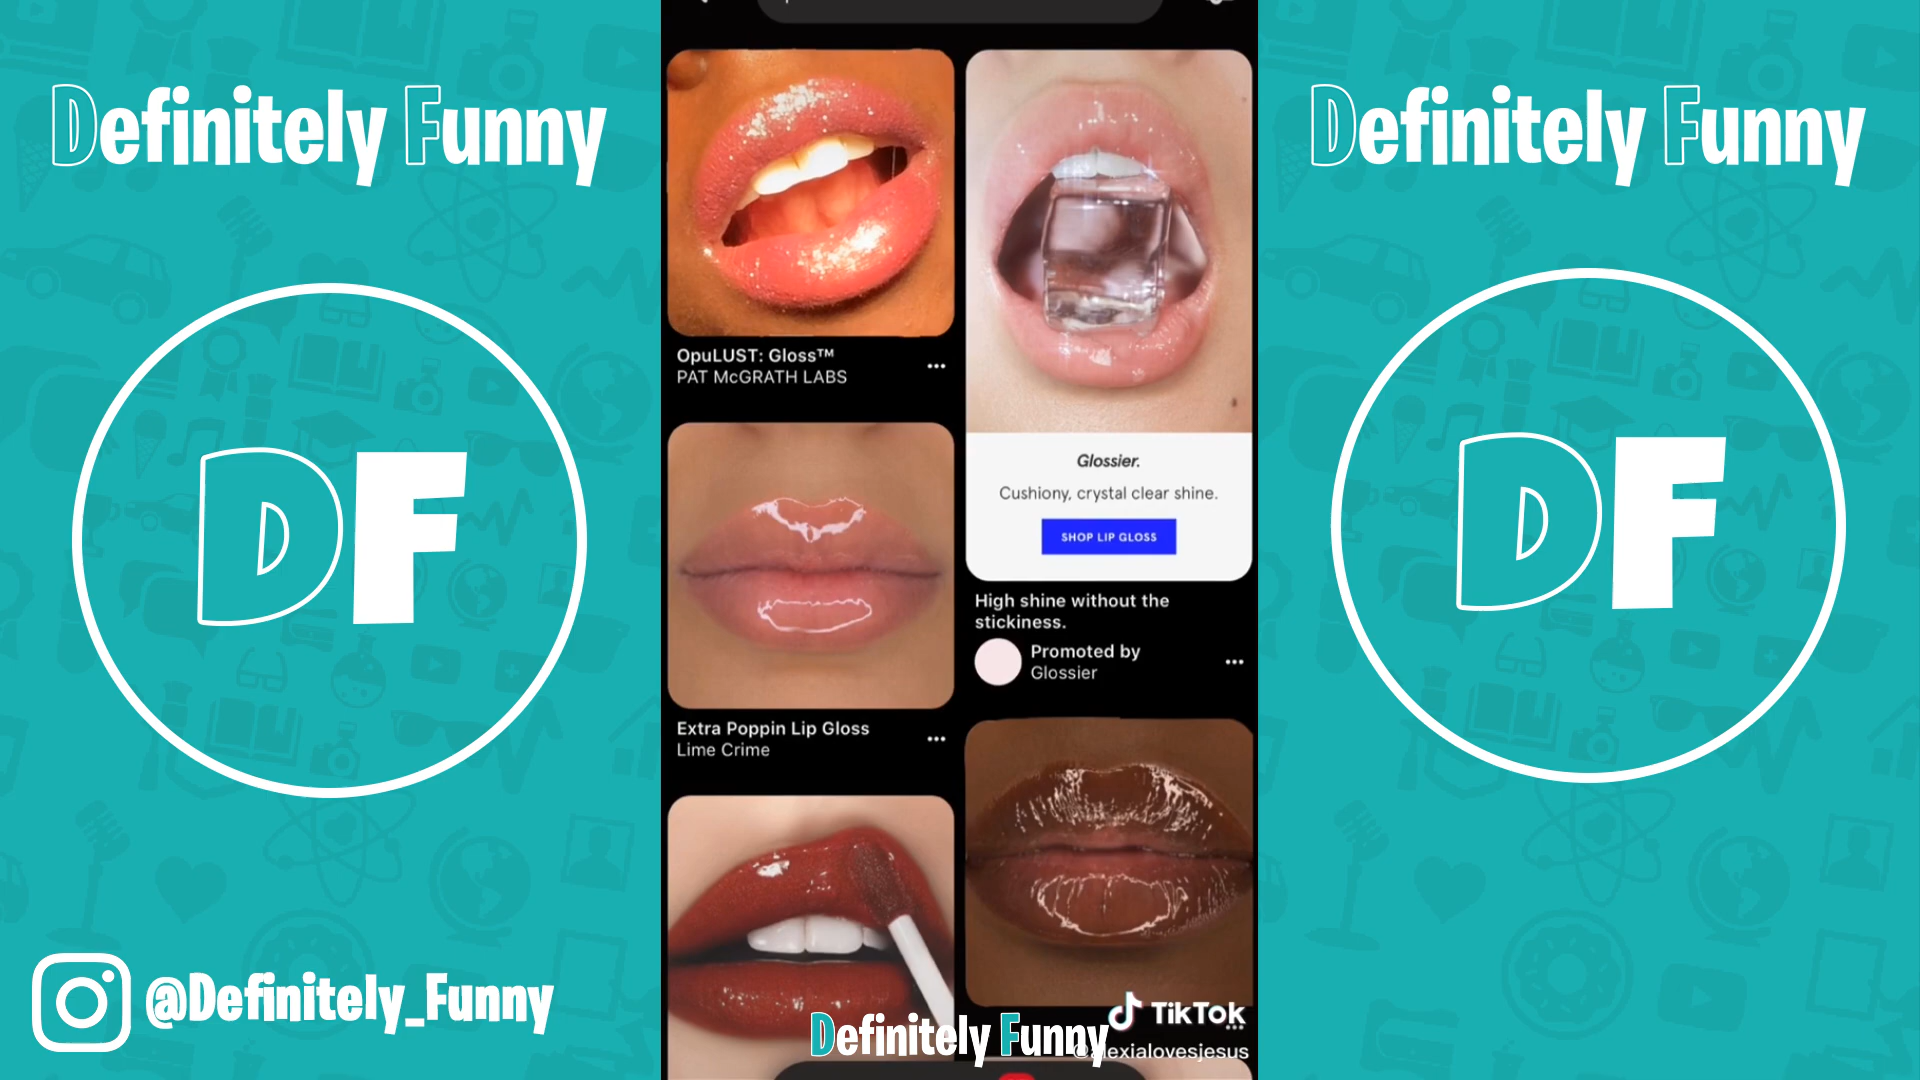 Definitely Funny
DF
@Definitely_Funny
OpuLUST: Gloss™
PAT McGRATH LABS
Extra Poppin Lip Gloss
Lime Crime
Glossier.
Cushiony, crystal clear shine.
SHOP LIP GLOSS
High shine without the
stickiness.
Promoted by
Glossier
TikTok
Definitely Funny
Definitely Funny
DF